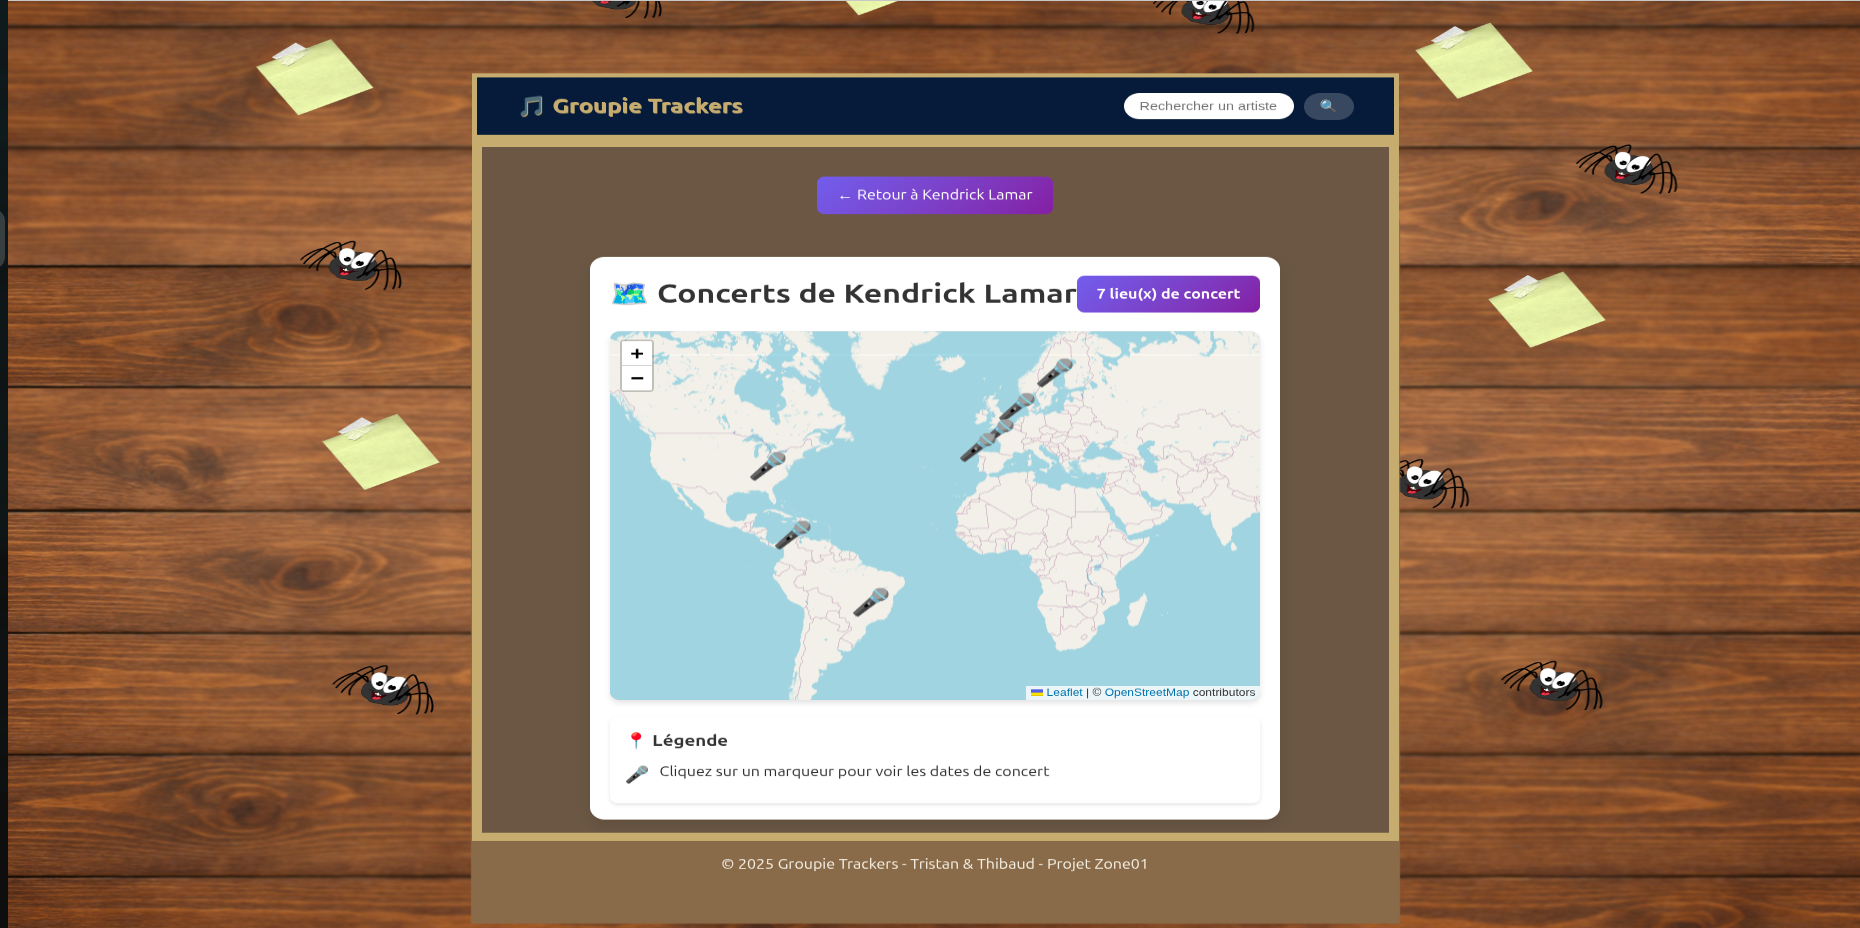 🎵 Groupie Trackers
Rechercher un artiste
← Retour à Kendrick Lamar
Concerts de Kendrick Lamar
7 lieu(x) de concert
+
−
Leaflet | © OpenStreetMap contributors
Légende
Cliquez sur un marqueur pour voir les dates de concert
© 2025 Groupie Trackers - Tristan & Thibaud - Projet Zone01